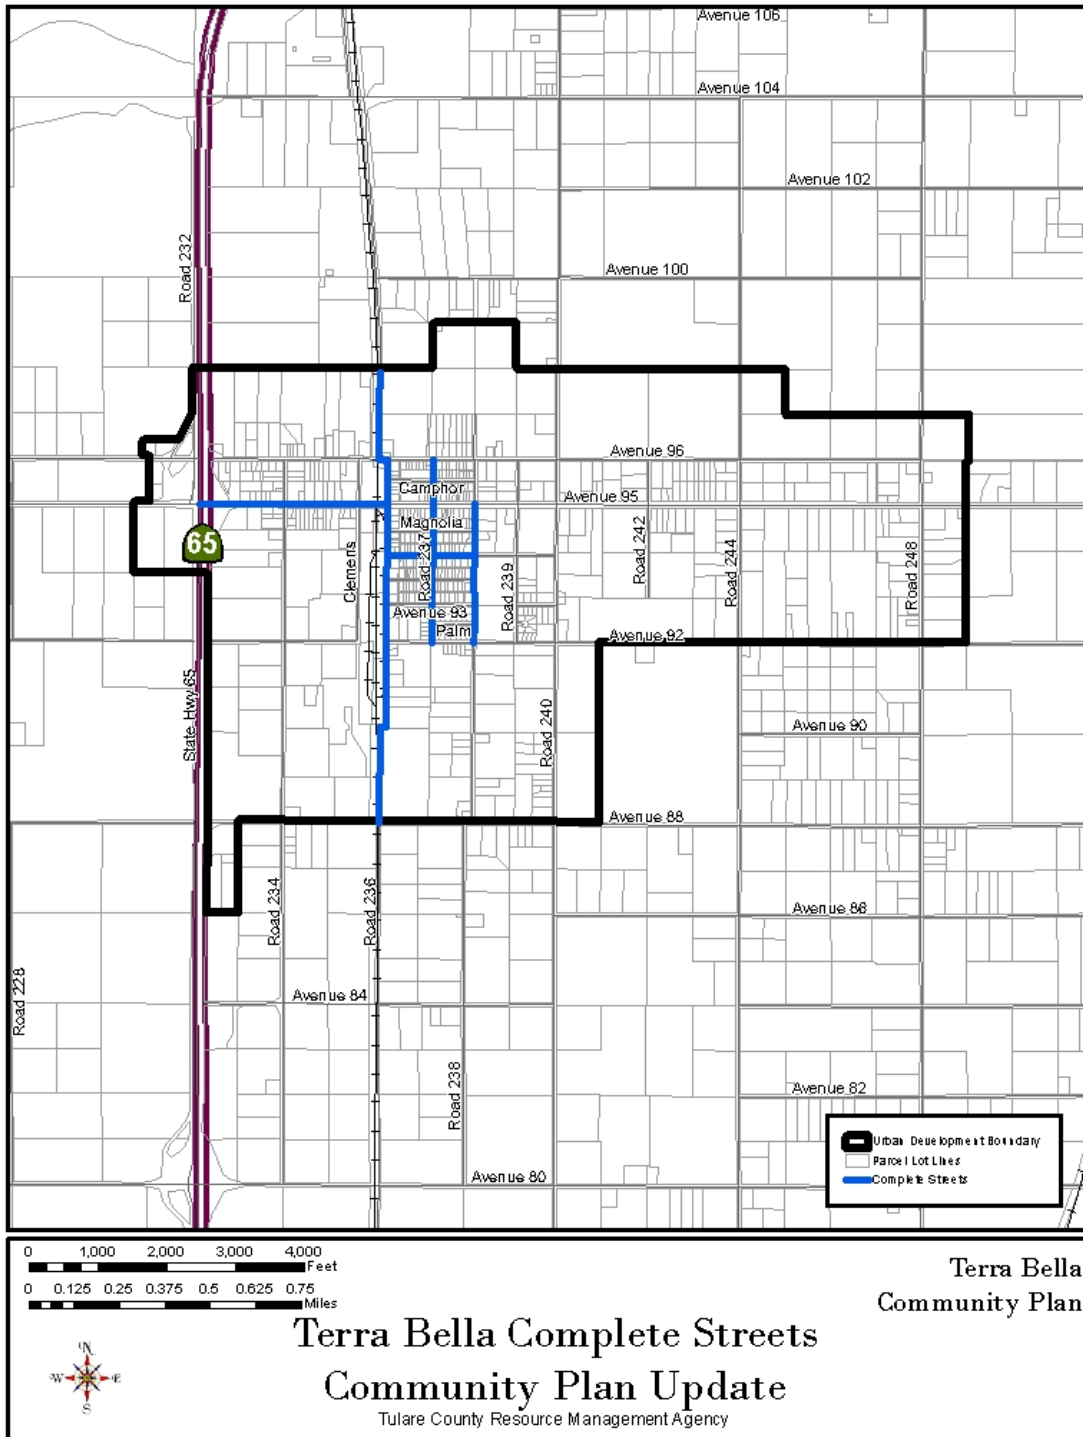 Avenue 106
Avenue 104
Avenue 102
Road 232
Avenue 100
Avenue 96
Camphor
Avenue 95
Magnolia
65
Road 237
Clemens
Road 242
Road 244
Road 248
Road 239
Avenue 93
Palm
Avenue 92
State Hwy 65
Road 240
Avenue 90
Avenue 88
Road 234
Road 236
Avenue 86
Road 228
Avenue 84
Road 238
Avenue 82
Avenue 80
Urban Development Boundary
Parcel Lot Lines
Complete Streets
0 1,000 2,000 3,000 4,000
Feet
0 0.125 0.25 0.375 0.5 0.625 0.75
Miles
Terra Bella
Community Plan
N
W E
S
Terra Bella Complete Streets
Community Plan Update
Tulare County Resource Management Agency